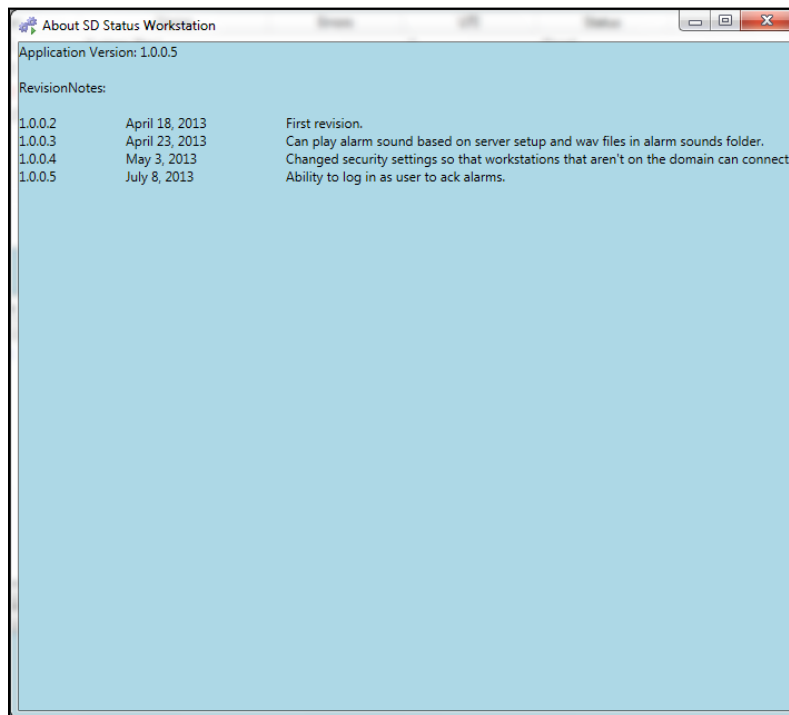 About SD Status Workstation
Application Version: 1.0.0.5
RevisionNotes:
1.0.0.2 April 18, 2013 First revision.
1.0.0.3 April 23, 2013 Can play alarm sound based on server setup and wav files in alarm sounds folder.
1.0.0.4 May 3, 2013 Changed security settings so that workstations that aren't on the domain can connect
1.0.0.5 July 8, 2013 Ability to log in as user to ack alarms.